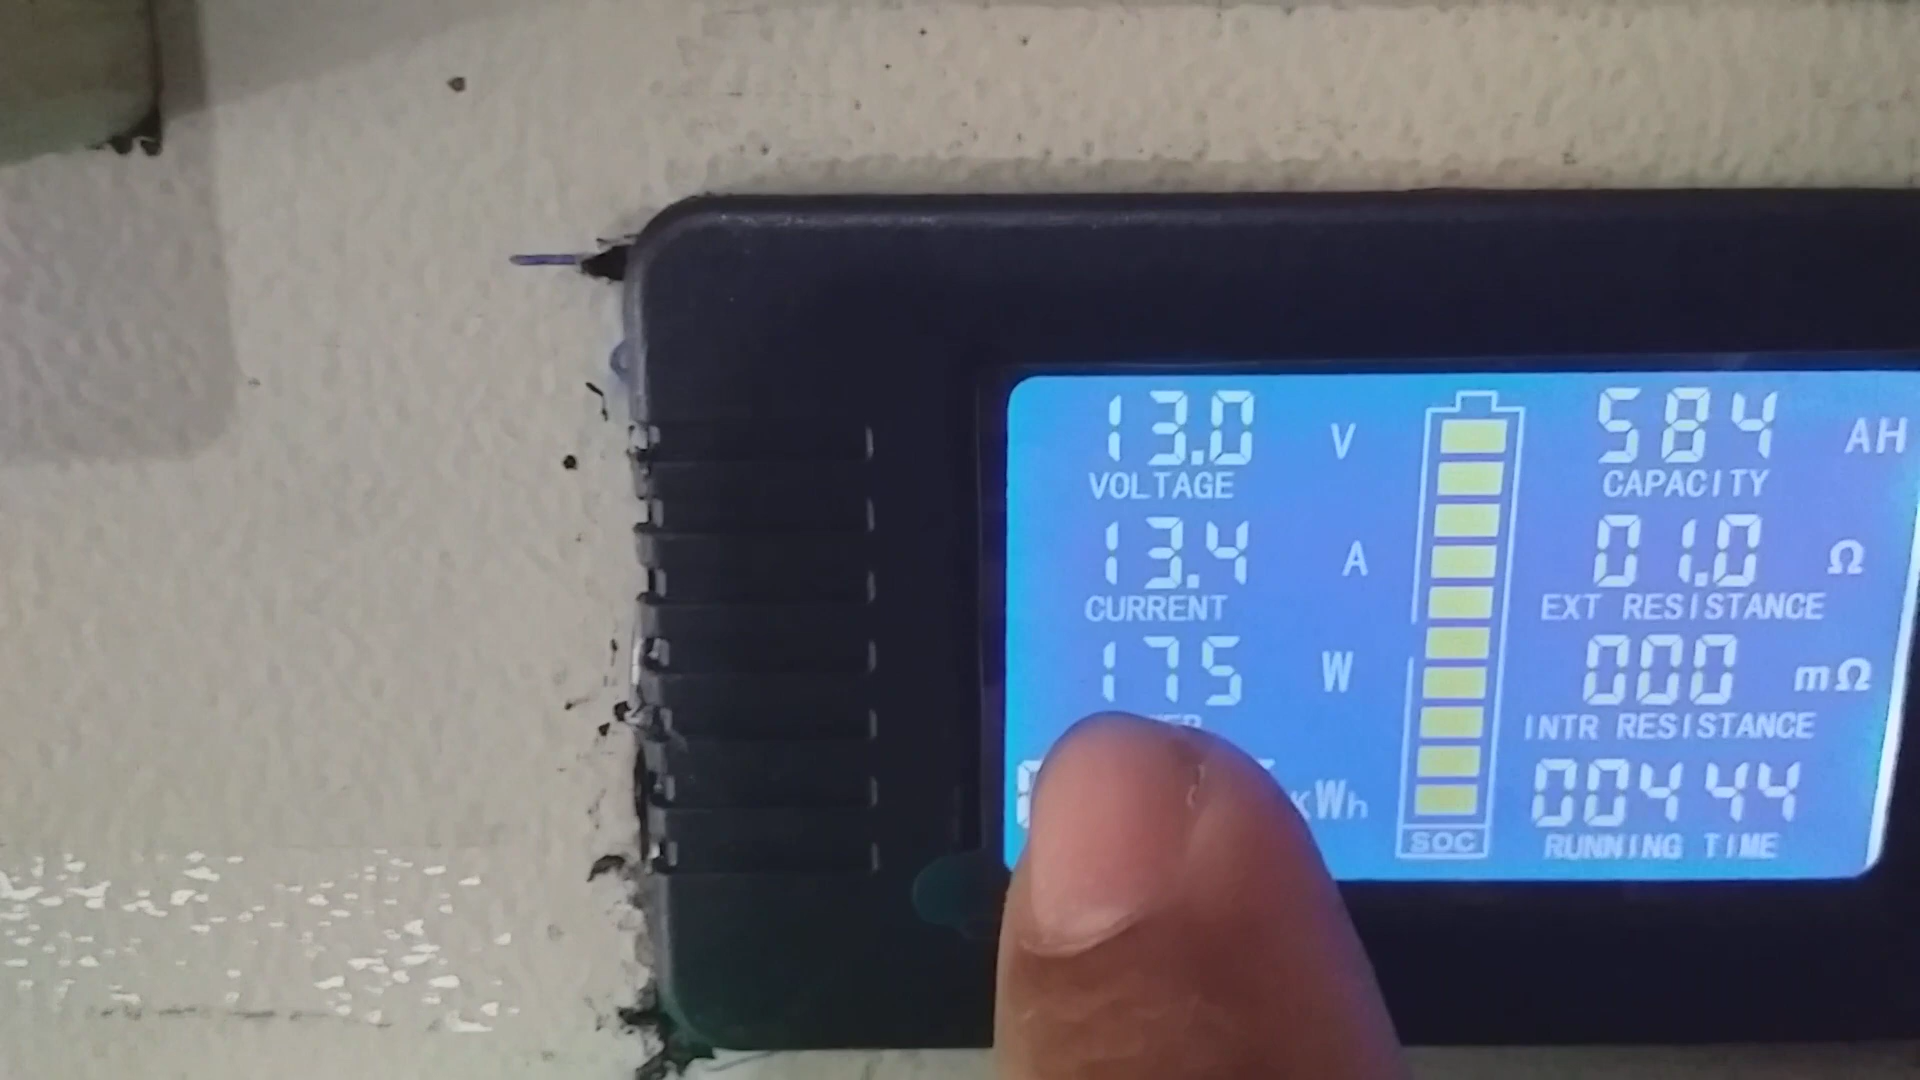 13.0 V
VOLTAGE
13.4 A
CURRENT
175 W
kWh
584 AH
CAPACITY
01.0 Ω
EXT RESISTANCE
000 mΩ
INTR RESISTANCE
00444
RUNNING TIME
SOC